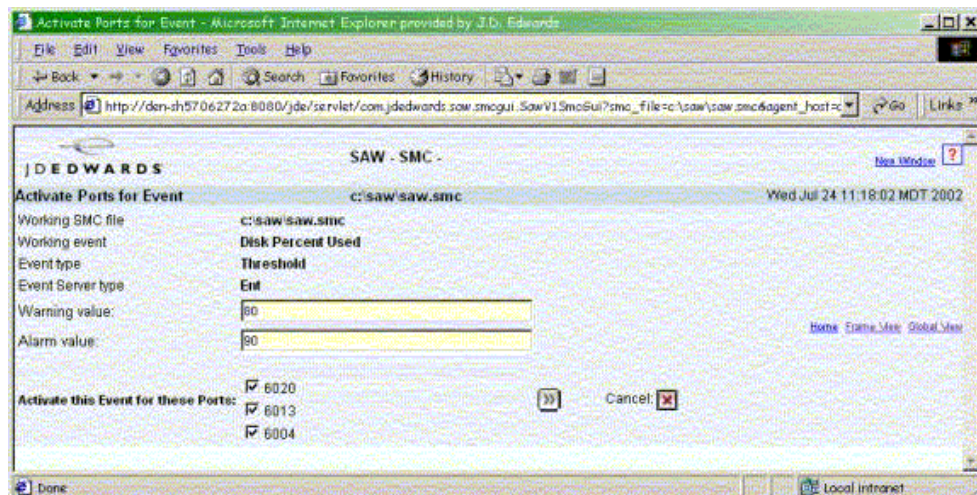 Activate Ports for Event - Microsoft Internet Explorer provided by J.D. Edwards
File Edit View Favorites Tools Help
Back Search Favorites History
Address http://den-sh5706272a:8080/jde/servlet/com.jdedwards.saw.smcgui.SawV1SmcGui?smc_file=c:\saw\saw.smc&agent_host=c Go Links »
JDEDWARDS
SAW - SMC -
New Window ?
Activate Ports for Event c:\saw\saw.smc Wed Jul 24 11:18:02 MDT 2002
Working SMC file c:\saw\saw.smc
Working event Disk Percent Used
Event type Threshold
Event Server type Ent
Warning value:
Alarm value: 90
Home Frame View Global View
Activate this Event for these Ports:
6020
6013
6004
Cancel:
Done Local intranet